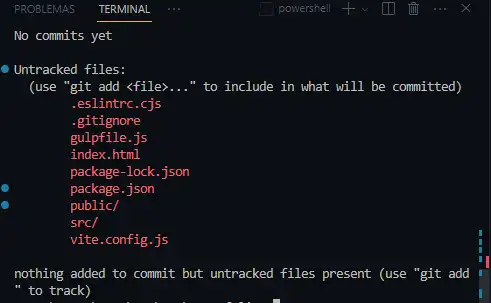 PROBLEMAS TERMINAL ... powershell
No commits yet
Untracked files:
(use "git add <file>..." to include in what will be committed)
.eslintrc.cjs
.gitignore
gulpfile.js
index.html
package-lock.json
package.json
public/
src/
vite.config.js
nothing added to commit but untracked files present (use "git add
" to track)